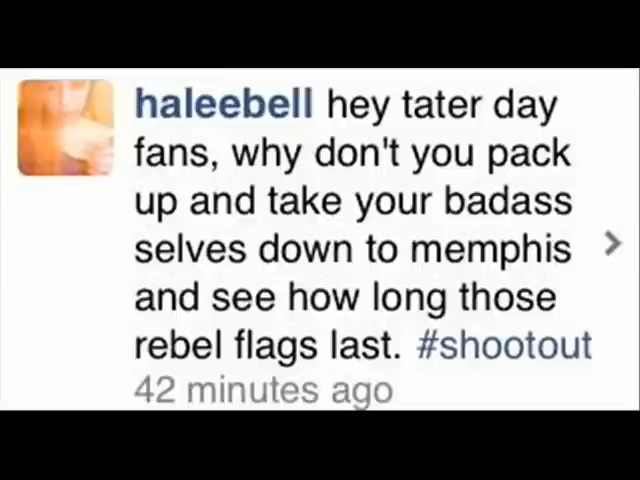 haleebell hey tater day
fans, why don't you pack
up and take your badass
selves down to memphis
and see how long those
rebel flags last. #shootout
42 minutes ago